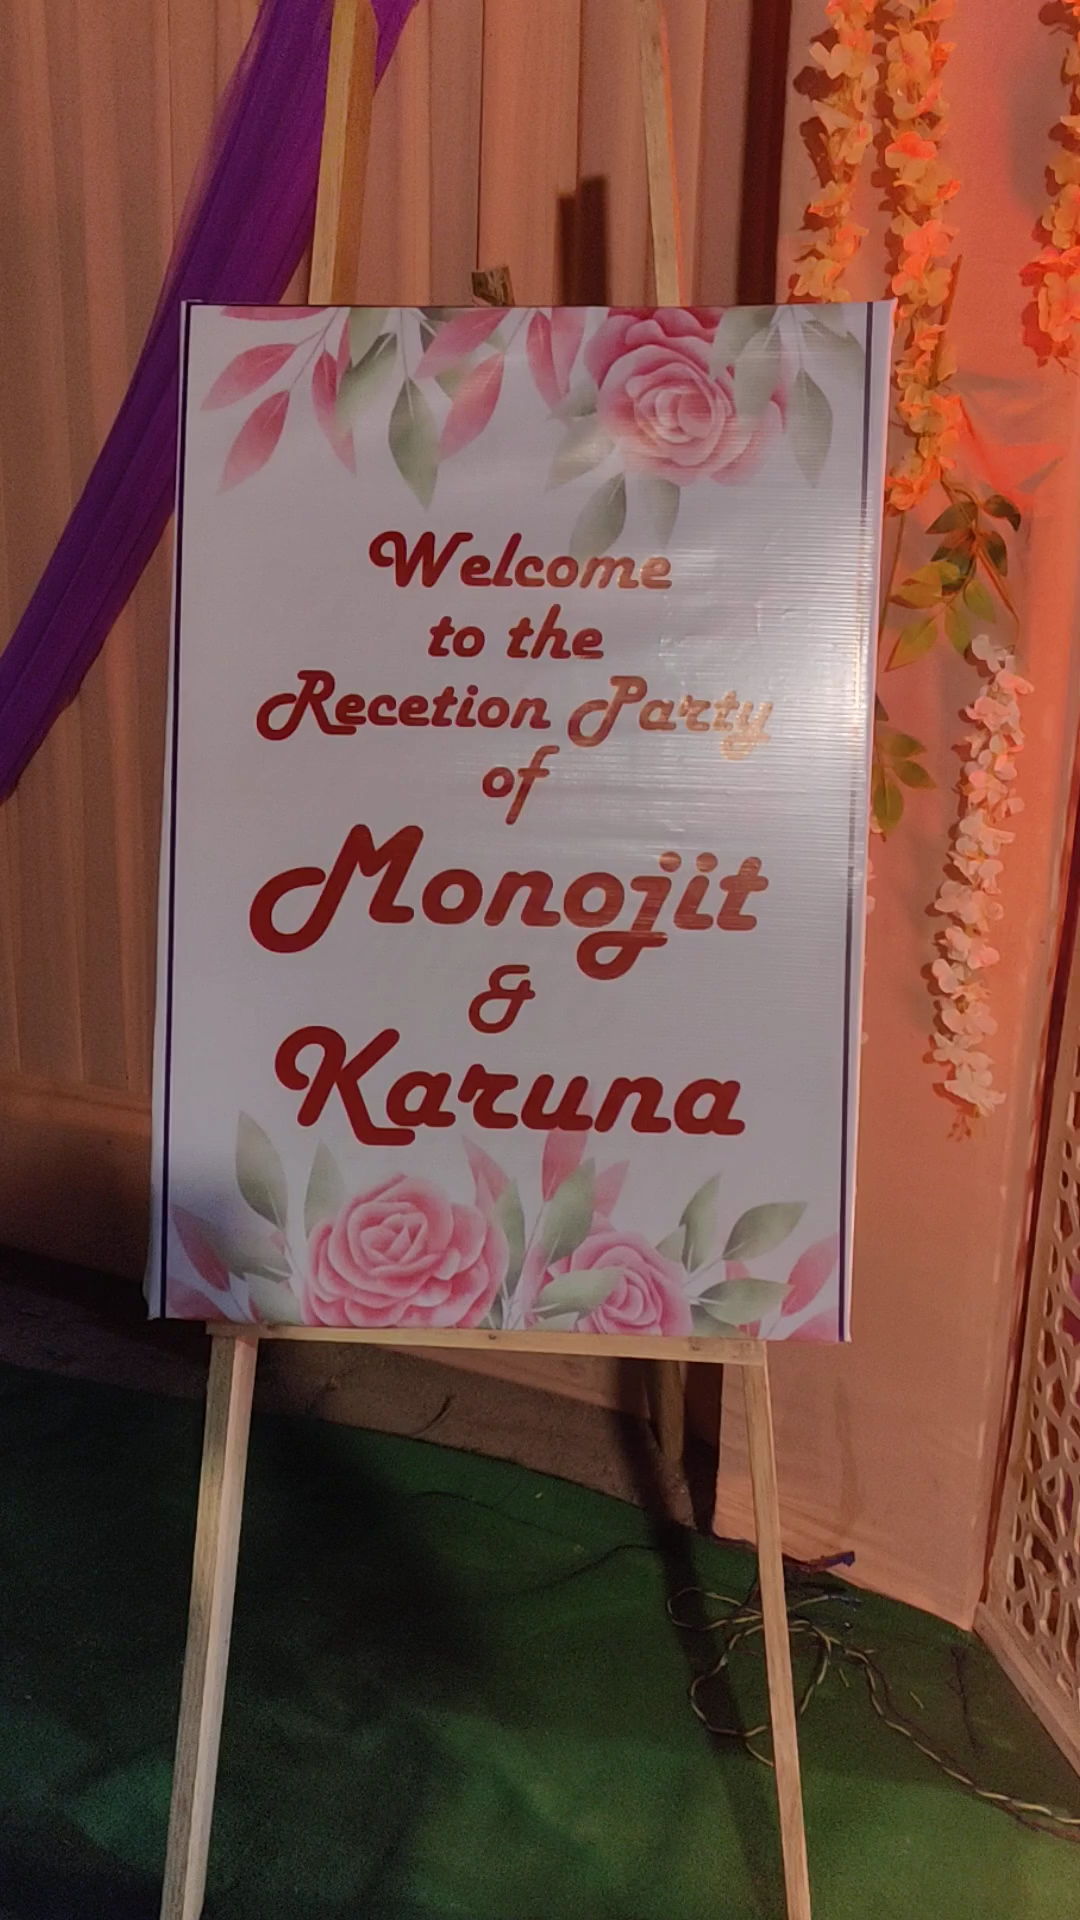 Welcome
to the
Recetion Party
of
Monojit
&
Karuna